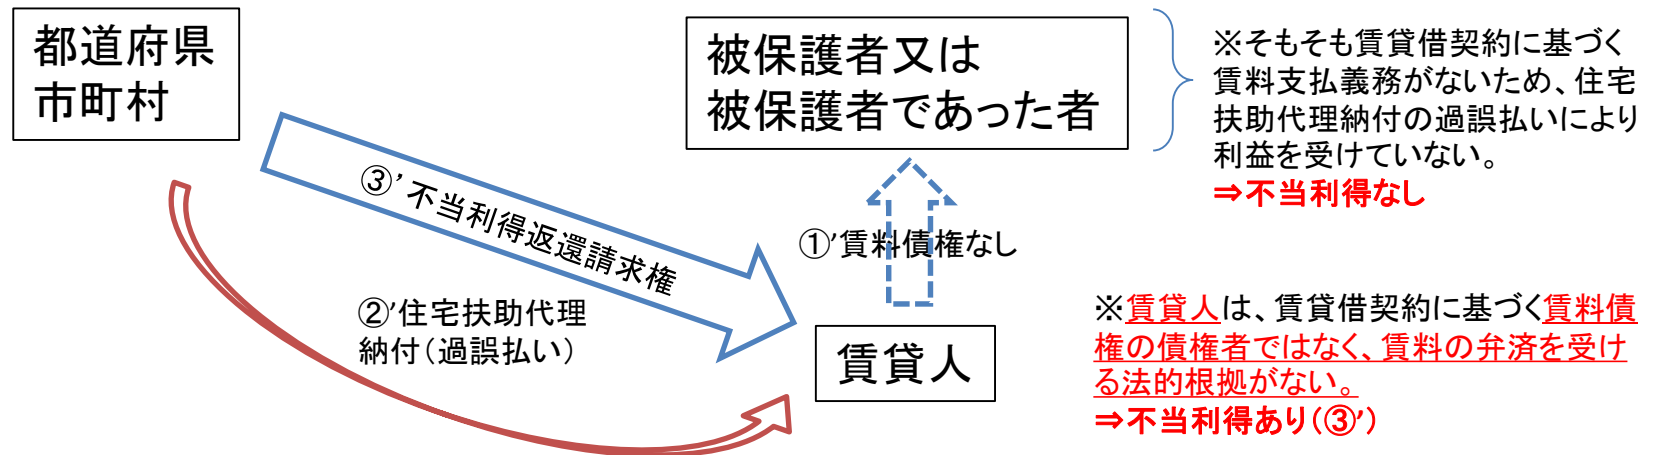 都道府県
市町村
被保護者又は
被保護者であった者
※そもそも賃貸借契約に基づく
賃料支払義務がないため、住宅
扶助代理納付の過誤払いにより
利益を受けていない。
⇒不当利得なし
③’不当利得返還請求権
①’賃料債権なし
②’住宅扶助代理
納付（過誤払い）
賃貸人
※賃貸人は、賃貸借契約に基づく賃料債
権の債権者ではなく、賃料の弁済を受け
る法的根拠がない。
⇒不当利得あり（③’）